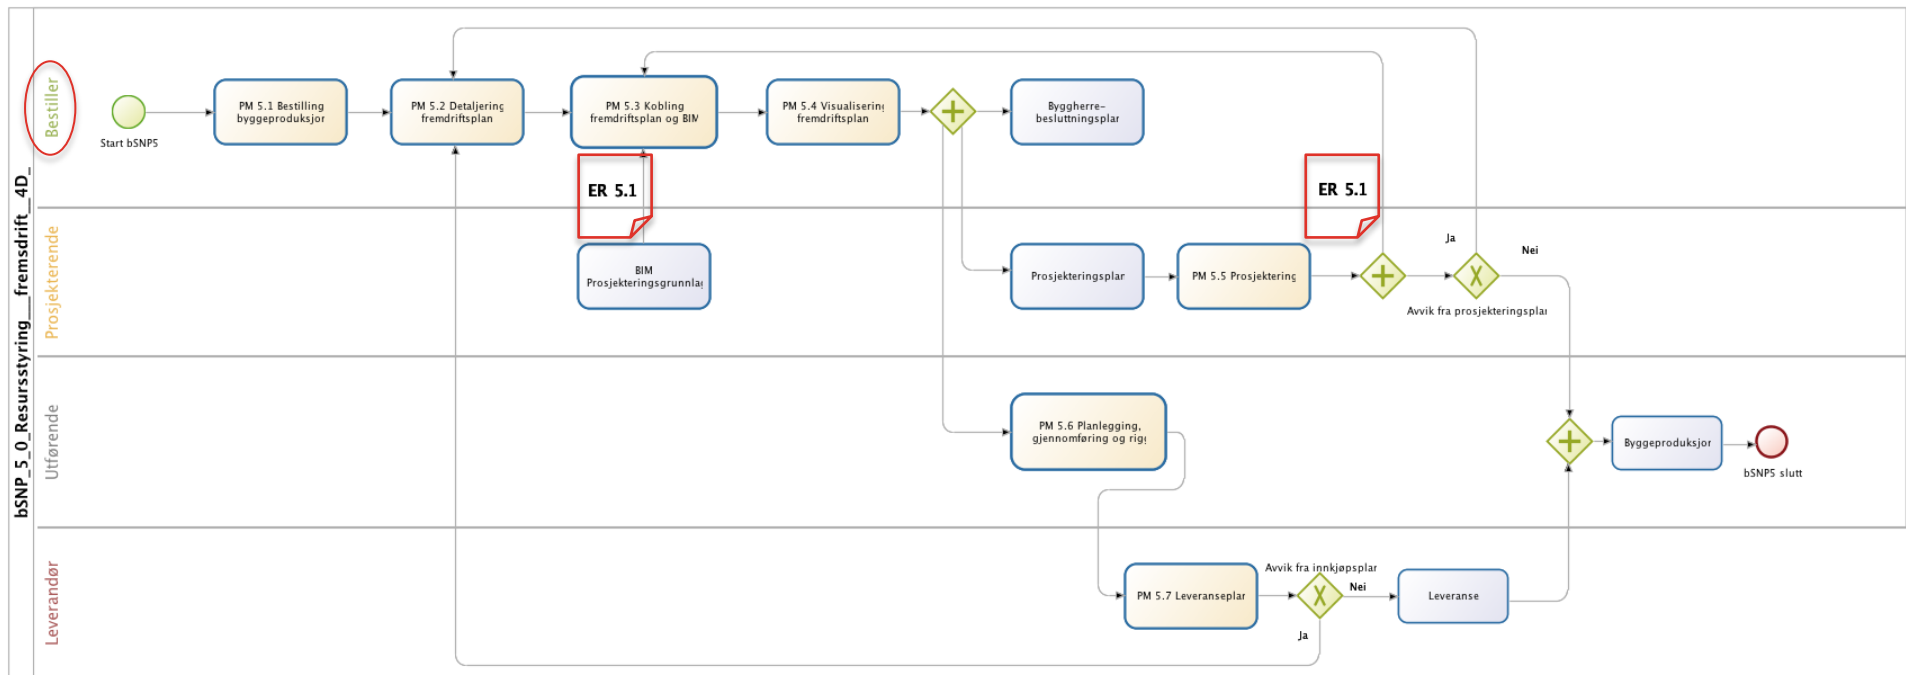 bSNP_5_0_Resursstyring__fremsdrift__4D_
Bestiller
Start bSNP5
PM 5.1 Bestilling
byggeproduksjor
PM 5.2 Detaljering
fremdriftsplan
PM 5.3 Kobling
fremdriftsplan og BIM
PM 5.4 Visualisering
fremdriftsplan
Byggherre-
besluttningsplar
ER 5.1
ER 5.1
Prosjekterende
BIM
Prosjekteringsgrunnlag
Prosjekteringsplar
PM 5.5 Prosjektering
Ja
Nei
Avvik fra prosjekteringsplar
Utførende
PM 5.6 Planlegging,
gjennomføring og rigg
Byggeproduksjor
bSNP5 slutt
Leverandør
PM 5.7 Leveranseplar
Avvik fra innkjøpsplar
Nei
Ja
Leveranse